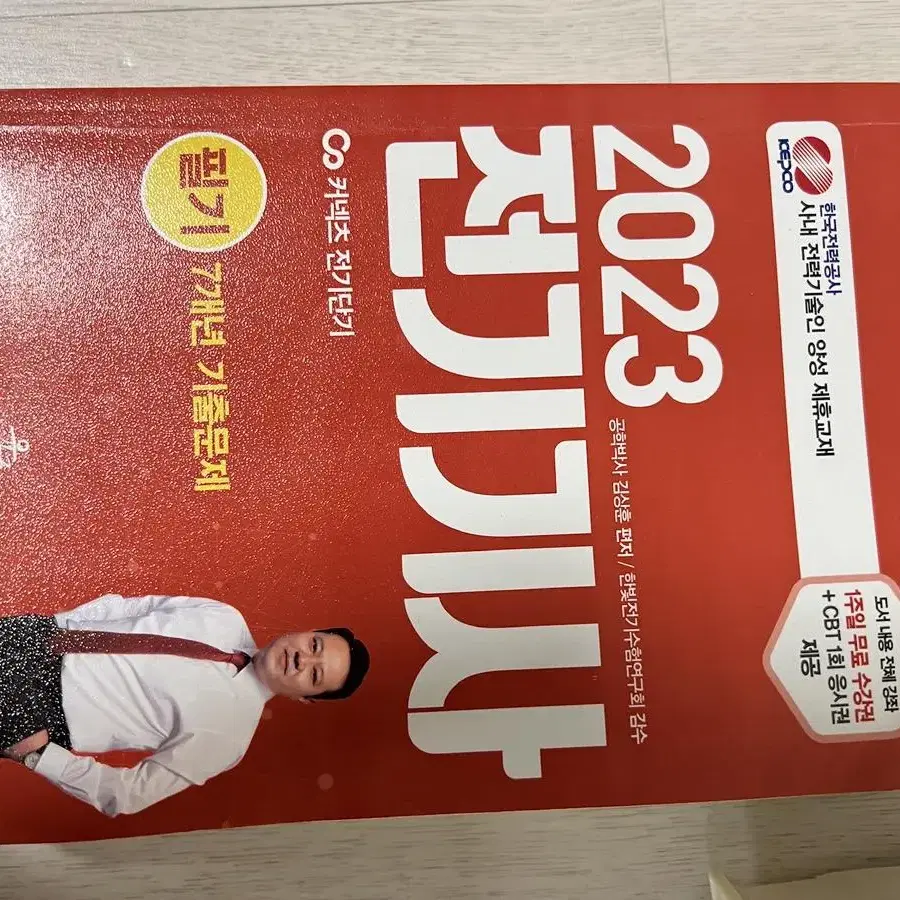 KEPCO
한국전력공사
사내 전력기술인 양성 제휴교재
도서 내용 전체 강좌
1주일 무료 수강권
+ CBT 1회 응시권
제공
2023
공학박사 김상훈 편저 / 한빛전기수험연구회 감수
전기기사
커넥츠 전기단기
필기 7개년 기출문제